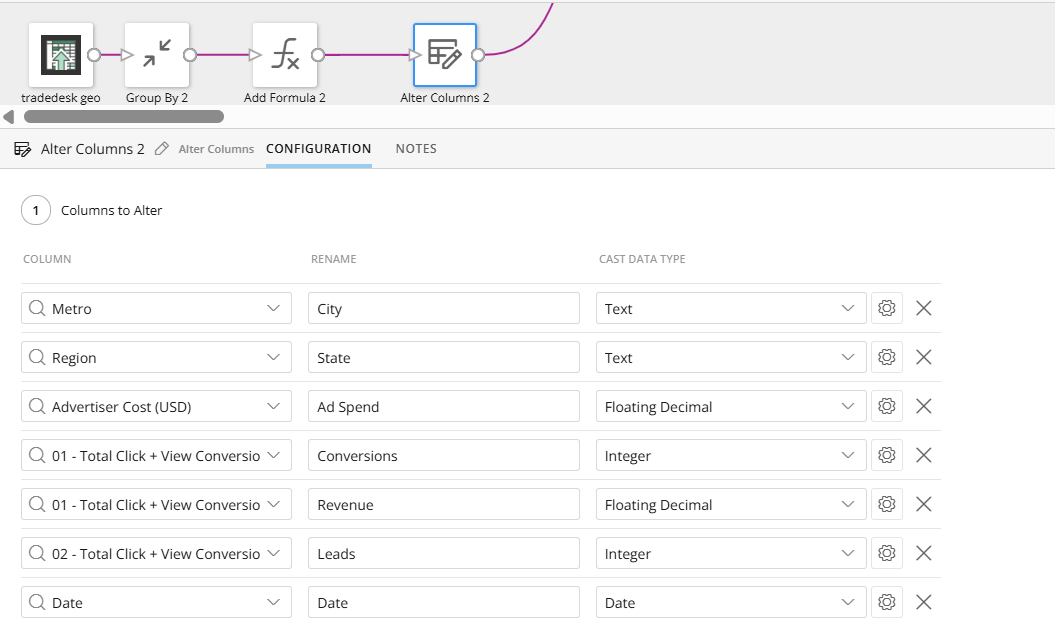 tradedesk geo Group By 2 Add Formula 2 Alter Columns 2
Alter Columns 2 Alter Columns CONFIGURATION NOTES
1 Columns to Alter
COLUMN RENAME CAST DATA TYPE
Metro City Text
Region State Text
Advertiser Cost (USD) Ad Spend Floating Decimal
01 - Total Click + View Conversio Conversions Integer
01 - Total Click + View Conversio Revenue Floating Decimal
02 - Total Click + View Conversio Leads Integer
Date Date Date